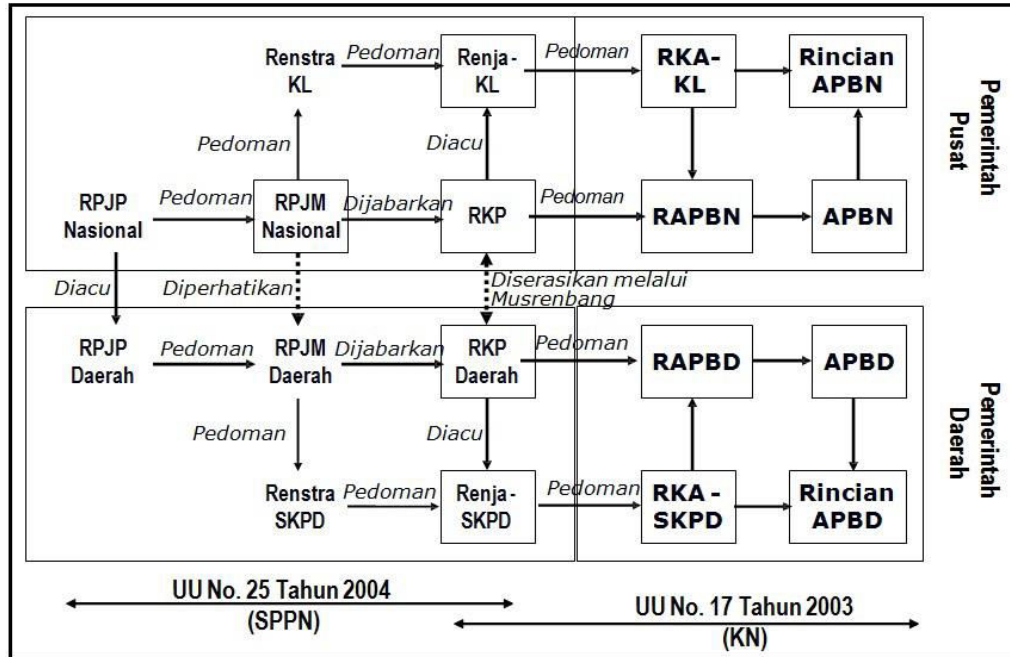 Renstra
KL
Pedoman
Renja -
KL
Pedoman
RKA-
KL
Rincian
APBN
Pemerintah
Pusat
Pedoman
Diacu
RPJP
Nasional
Pedoman
RPJM
Nasional
Dijabarkan
RKP
Pedoman
RAPBN
APBN
Diacu
Diperhatikan
Diserasikan melalui
Musrenbang
RPJP
Daerah
Pedoman
RPJM
Daerah
Dijabarkan
RKP
Daerah
Pedoman
RAPBD
APBD
Pemerintah
Daerah
Pedoman
Diacu
Renstra
SKPD
Pedoman
Renja -
SKPD
Pedoman
RKA -
SKPD
Rincian
APBD
UU No. 25 Tahun 2004
(SPPN)
UU No. 17 Tahun 2003
(KN)